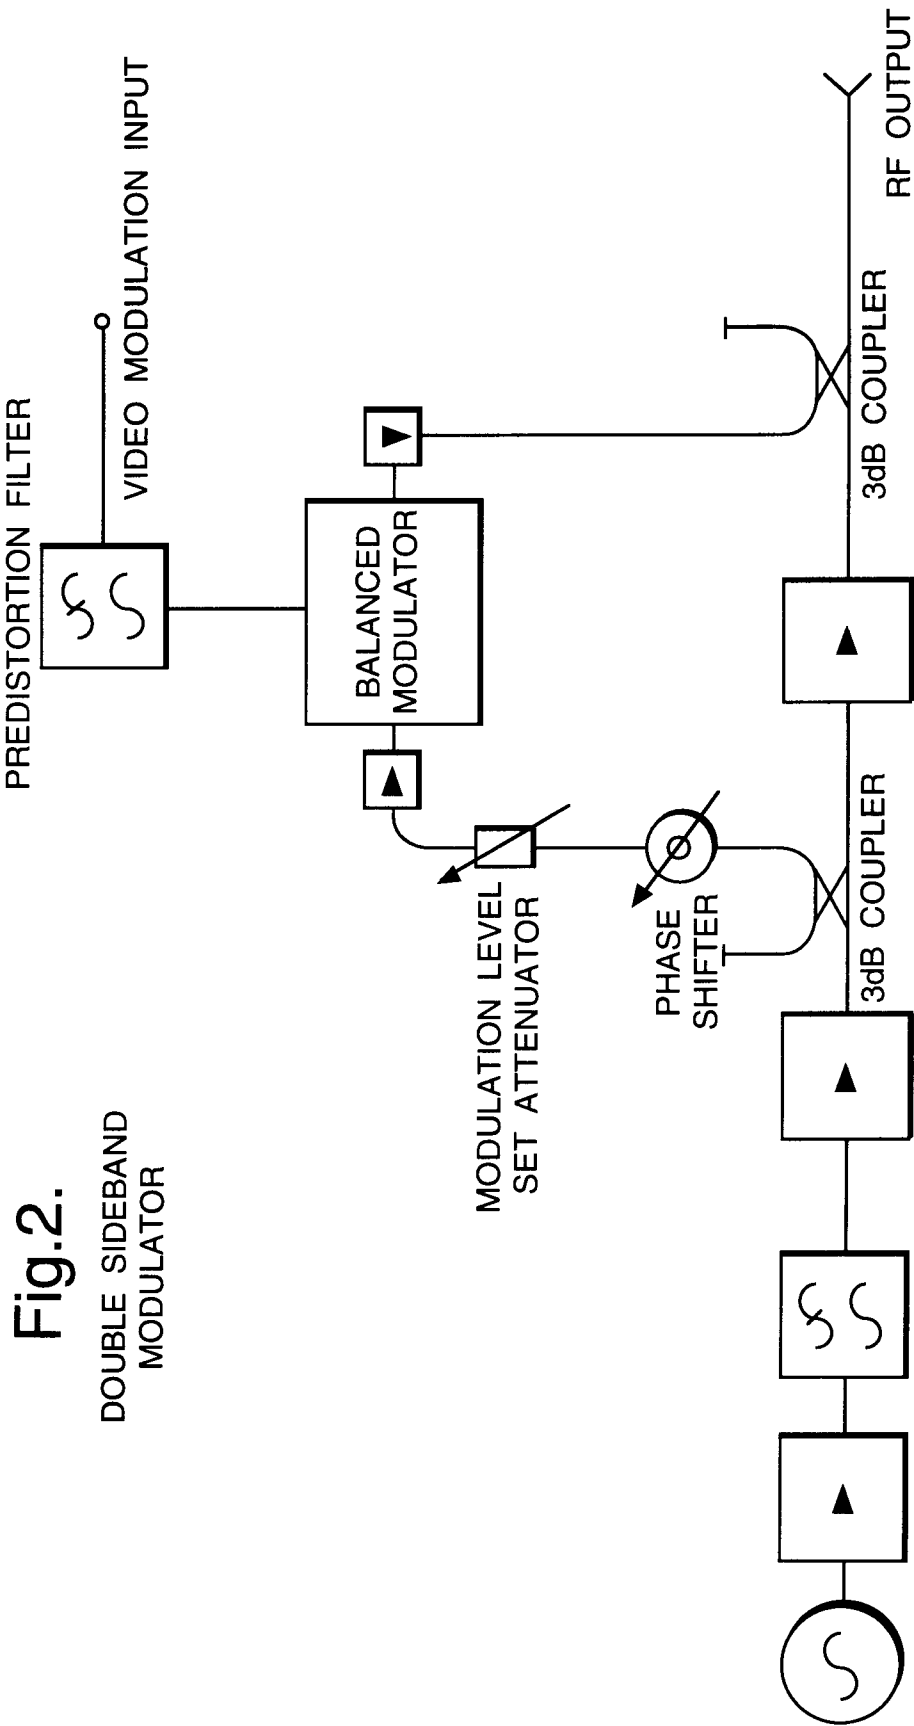 Fig.2.
DOUBLE SIDEBAND
MODULATOR
PREDISTORTION FILTER
VIDEO MODULATION INPUT
BALANCED
MODULATOR
MODULATION LEVEL
SET ATTENUATOR
PHASE
SHIFTER
3dB COUPLER
3dB COUPLER
RF OUTPUT